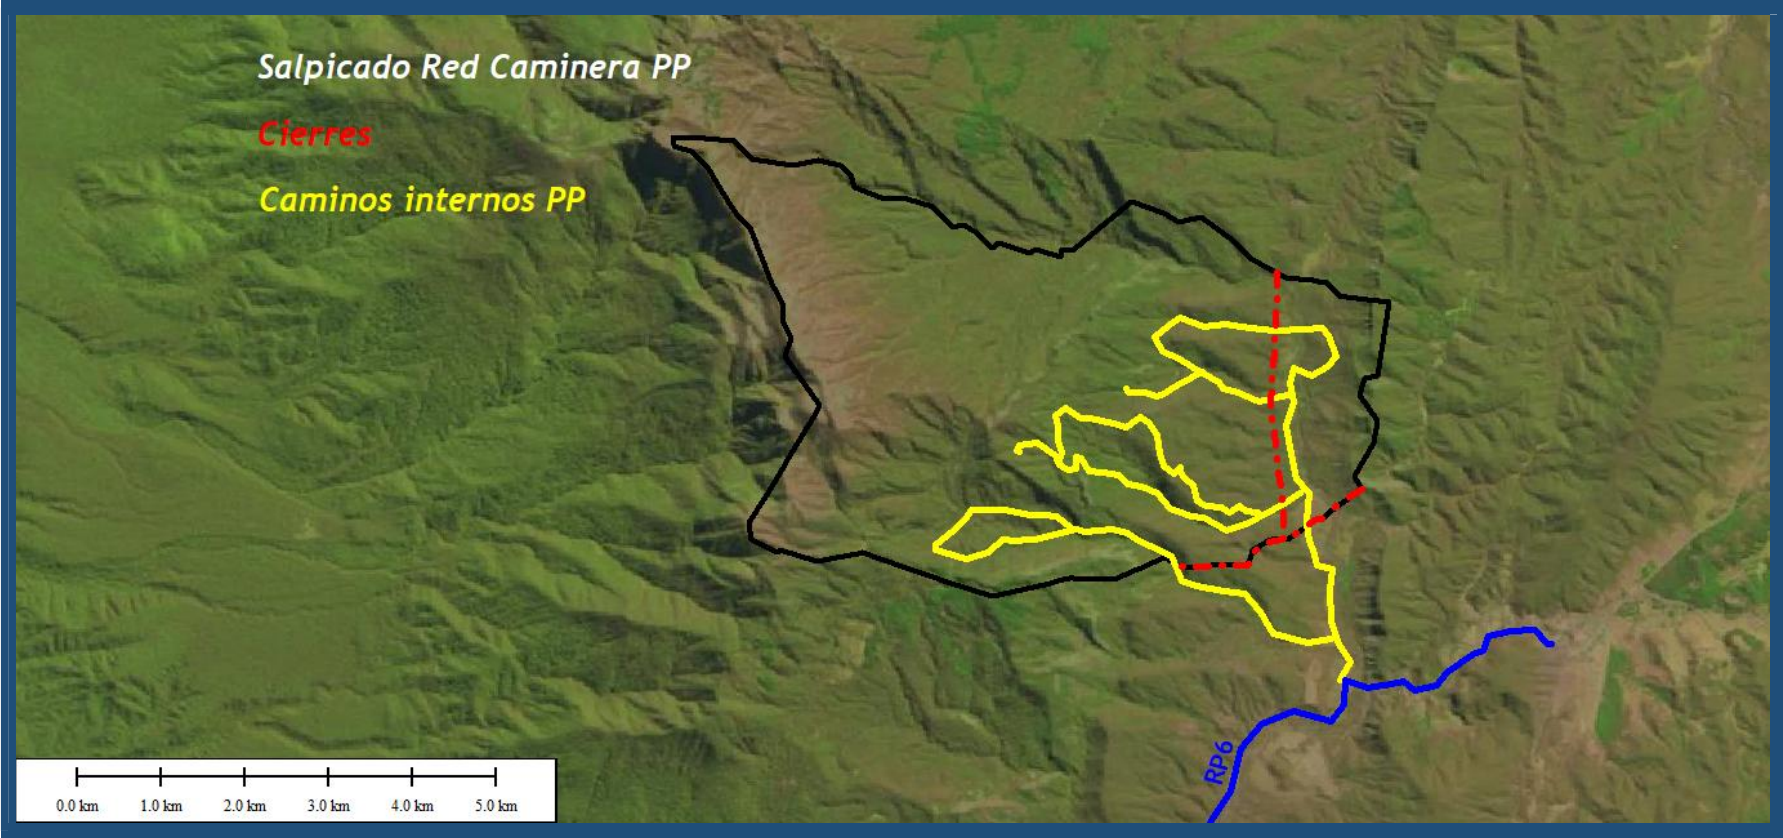 Salpicado Red Caminera PP
Cierres
Caminos internos PP
RP6
0.0 km 1.0 km 2.0 km 3.0 km 4.0 km 5.0 km